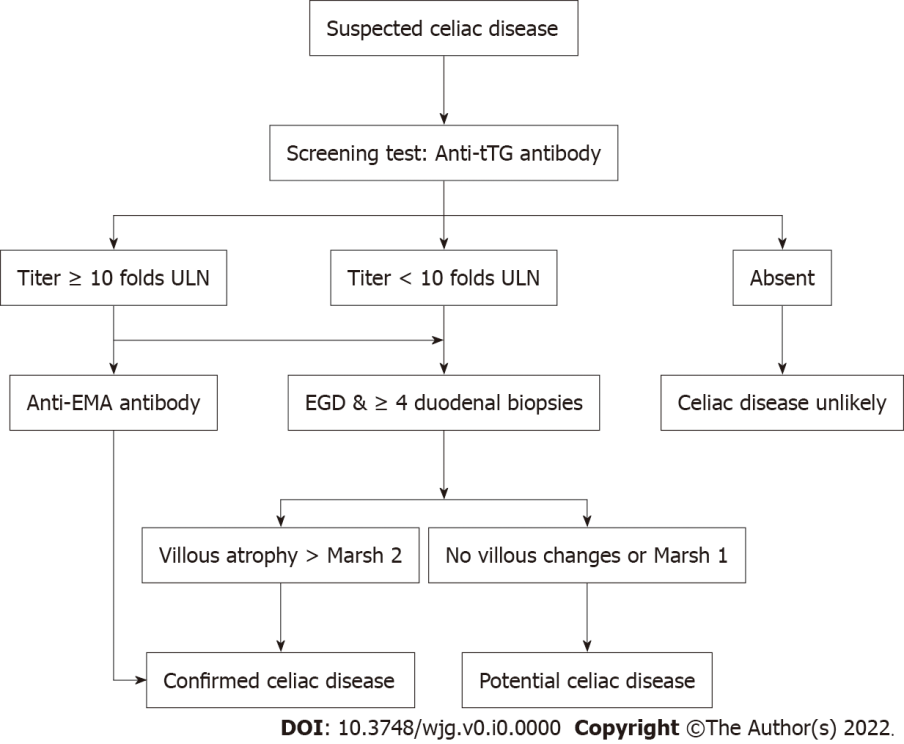 Suspected celiac disease
Screening test: Anti-tTG antibody
Titer ≥ 10 folds ULN
Titer < 10 folds ULN
Absent
Anti-EMA antibody
EGD & ≥ 4 duodenal biopsies
Celiac disease unlikely
Villous atrophy > Marsh 2
No villous changes or Marsh 1
Confirmed celiac disease
Potential celiac disease
DOI: 10.3748/wjg.v0.i0.0000 Copyright ©The Author(s) 2022.